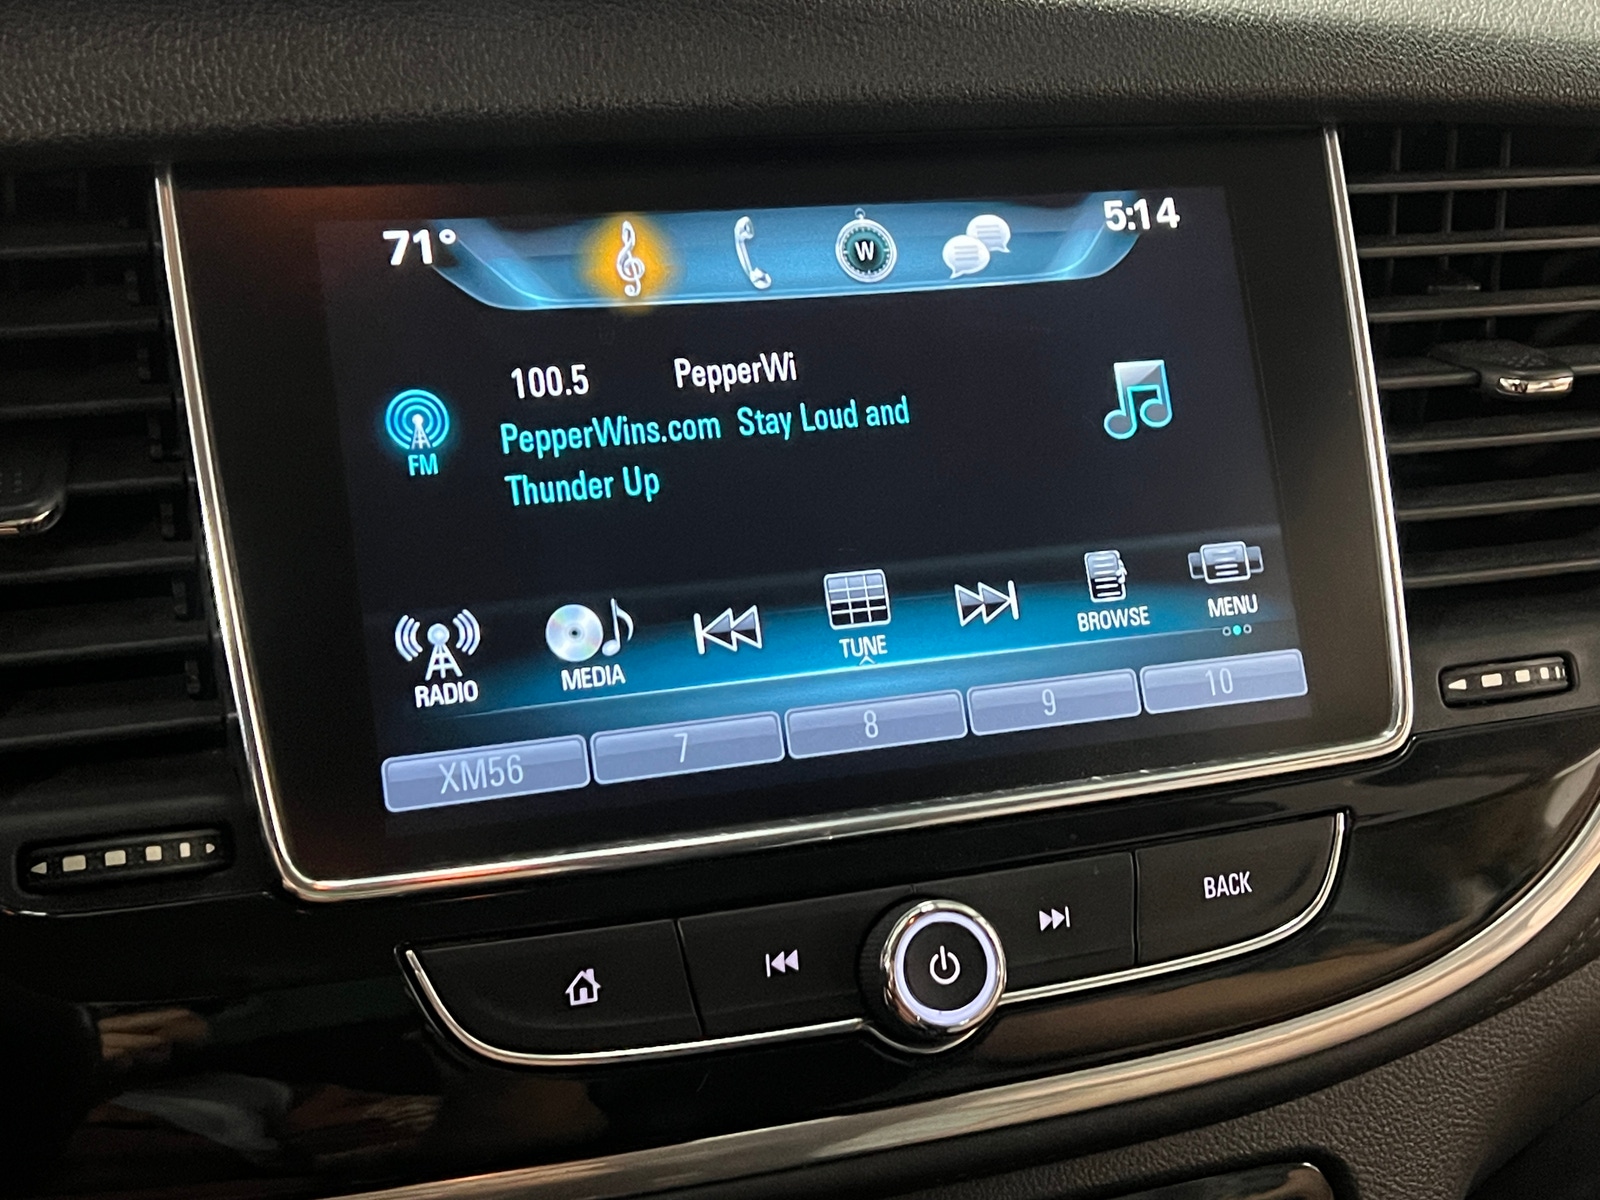 71° W 5:14
100.5 PepperWi
FM
PepperWins.com Stay Loud and
Thunder Up
RADIO MEDIA TUNE BROWSE MENU
XM56 7 8 9 10
BACK